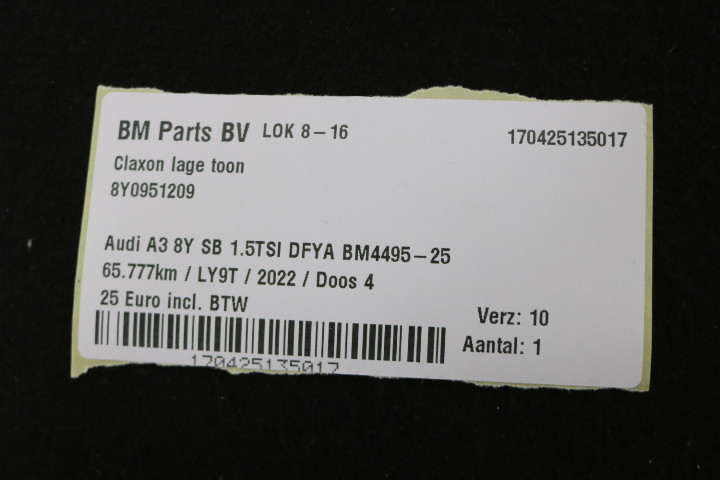 BM Parts BV LOK 8-16 170425135017
Claxon lage toon
8Y0951209
Audi A3 8Y SB 1.5TSI DFYA BM4495-25
65.777km / LY9T / 2022 / Doos 4
25 Euro incl. BTW
Verz: 10
Aantal: 1
170425135017